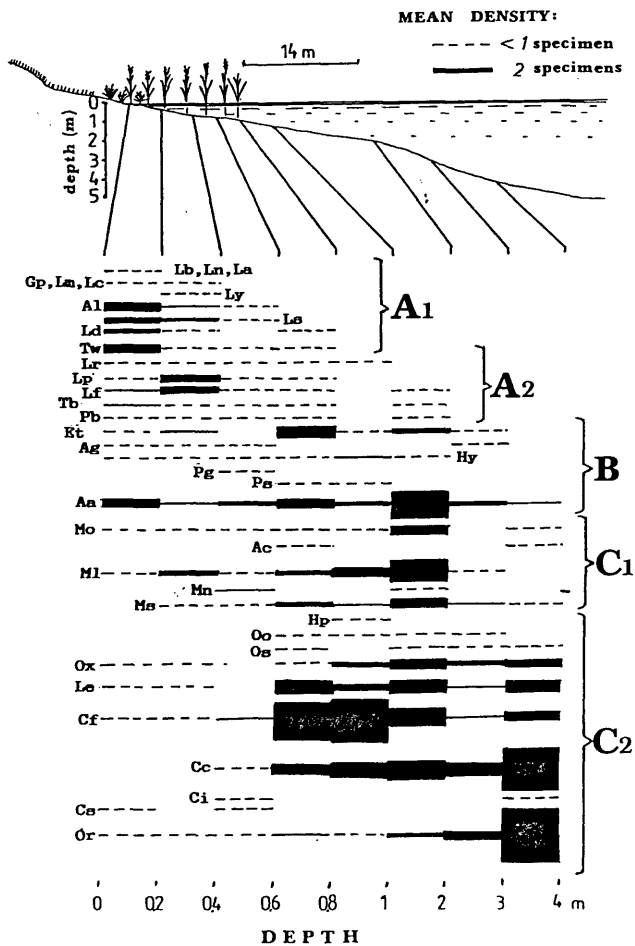 MEAN DENSITY:
< 1 specimen
2 specimens
14 m
depth (m)
0
1
2
3
4
5
Lb, Ln, La
Gp, Lm, Lc
Ly
Al
Ls
Ld
Tw
A1
Lr
Lp
Lf
Tb
Pb
A2
Et
Ag
Hy
Pg
Ps
Aa
B
Mo
Ac
Ml
Mn
Ms
C1
Hp
Oo
Os
Ox
Le
Cf
Cc
Ci
Cs
Or
C2
0 0,2 0,4 0,6 0,8 1 2 3 4 m
DEPTH